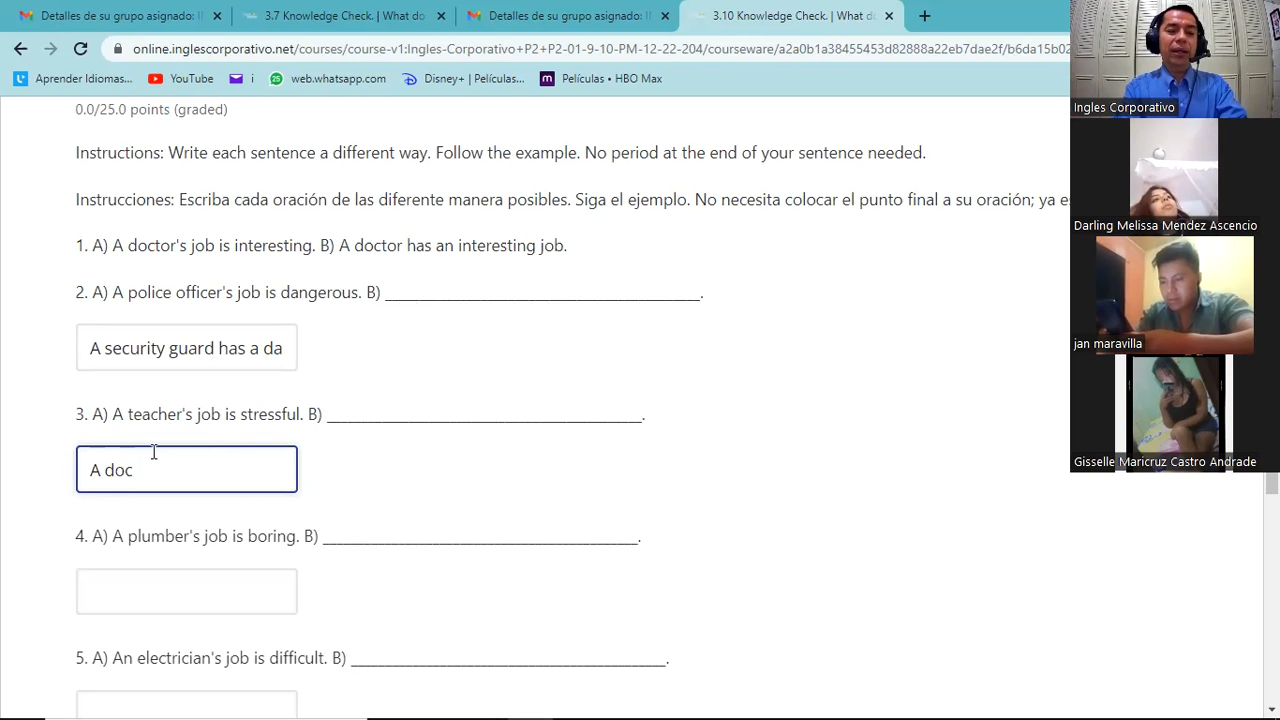 Detalles de su grupo asignado: I
3.7 Knowledge Check. | What do
Detalles de su grupo asignado: I
3.10 Knowledge Check. | What
online.inglescorporativo.net/courses/course-v1:Ingles-Corporativo+P2+P2-01-9-10-PM-12-22-204/courseware/a2a0b1a38455453d8268a22eb7dae2f/b6da15b02
Aprender Idiomas...
YouTube
i
web.whatsapp.com
Disney+ | Películas...
Películas • HBO Max
Ingles Corporativo
0.0/25.0 points (graded)
Instructions: Write each sentence a different way. Follow the example. No period at the end of your sentence needed.
Instrucciones: Escriba cada oración de las diferente manera posibles. Siga el ejemplo. No necesita colocar el punto final a su oración; ya es
Darling Melissa Mendez Ascencio
1. A) A doctor's job is interesting. B) A doctor has an interesting job.
2. A) A police officer's job is dangerous. B) ________________________________________.
A security guard has a da
jan maravilla
3. A) A teacher's job is stressful. B) ________________________________________.
A doc
Gisselle Maricruz Castro Andrade
4. A) A plumber's job is boring. B) ________________________________________.
5. A) An electrician's job is difficult. B) ________________________________________.